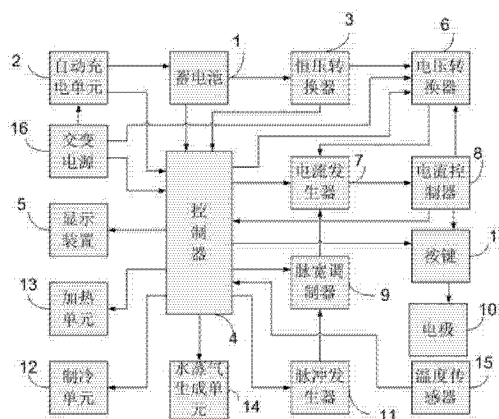 1
3
6
2
自动充
电单元
蓄电池
恒压转
换器
电压转
换器
16
交变
电源
7
8
电流发
生器
电流控
制器
5
显示
装置
控
制
器
按键
13
加热
单元
脉宽调
制器
9
10
电极
15
12
制冷
单元
4
水蒸气
生成单
元
14
脉冲发
生器
11
温度传
感器